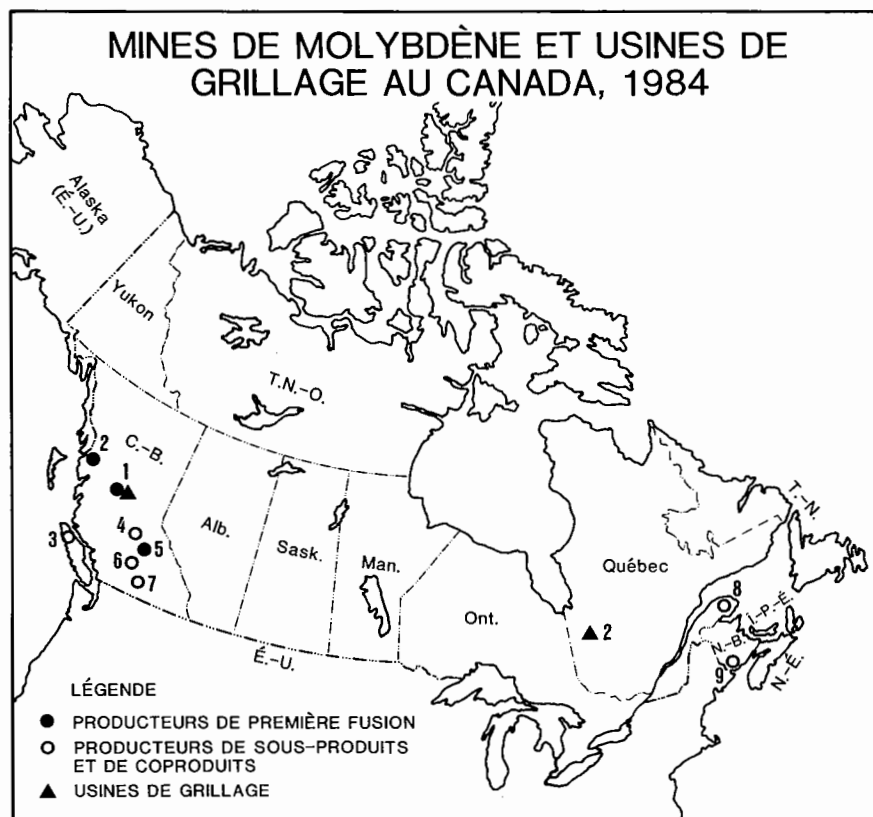 MINES DE MOLYBDÈNE ET USINES DE
GRILLAGE AU CANADA, 1984
Alaska
(É.-U.)
Yukon
T.N.-O.
C.-B.
2
1
3
4
5
6
7
Alb.
Sask.
Man.
Ont.
Québec
T.-N.
2
8
Î.-P.-É.
N.-B.
9
N.-É.
É.-U.
LÉGENDE
PRODUCTEURS DE PREMIÈRE FUSION
PRODUCTEURS DE SOUS-PRODUITS
ET DE COPRODUITS
USINES DE GRILLAGE